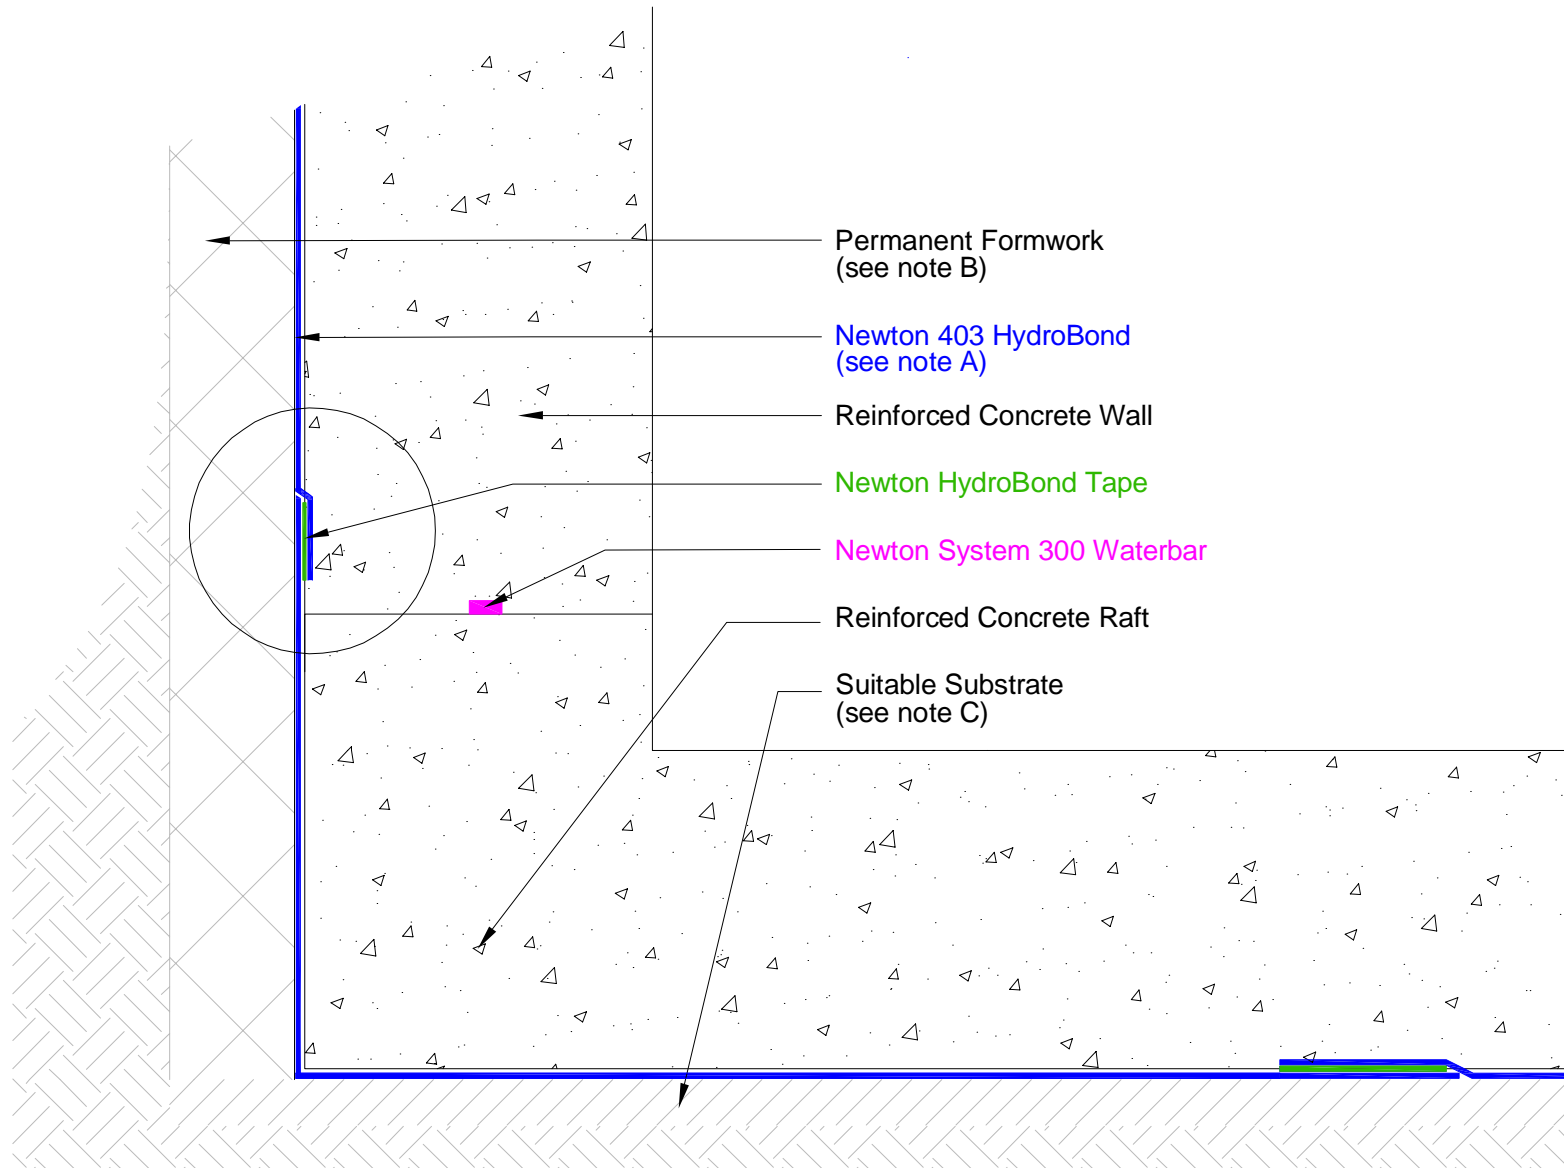 Permanent Formwork
(see note B)
Newton 403 HydroBond
(see note A)
Reinforced Concrete Wall
Newton HydroBond Tape
Newton System 300 Waterbar
Reinforced Concrete Raft
Suitable Substrate
(see note C)